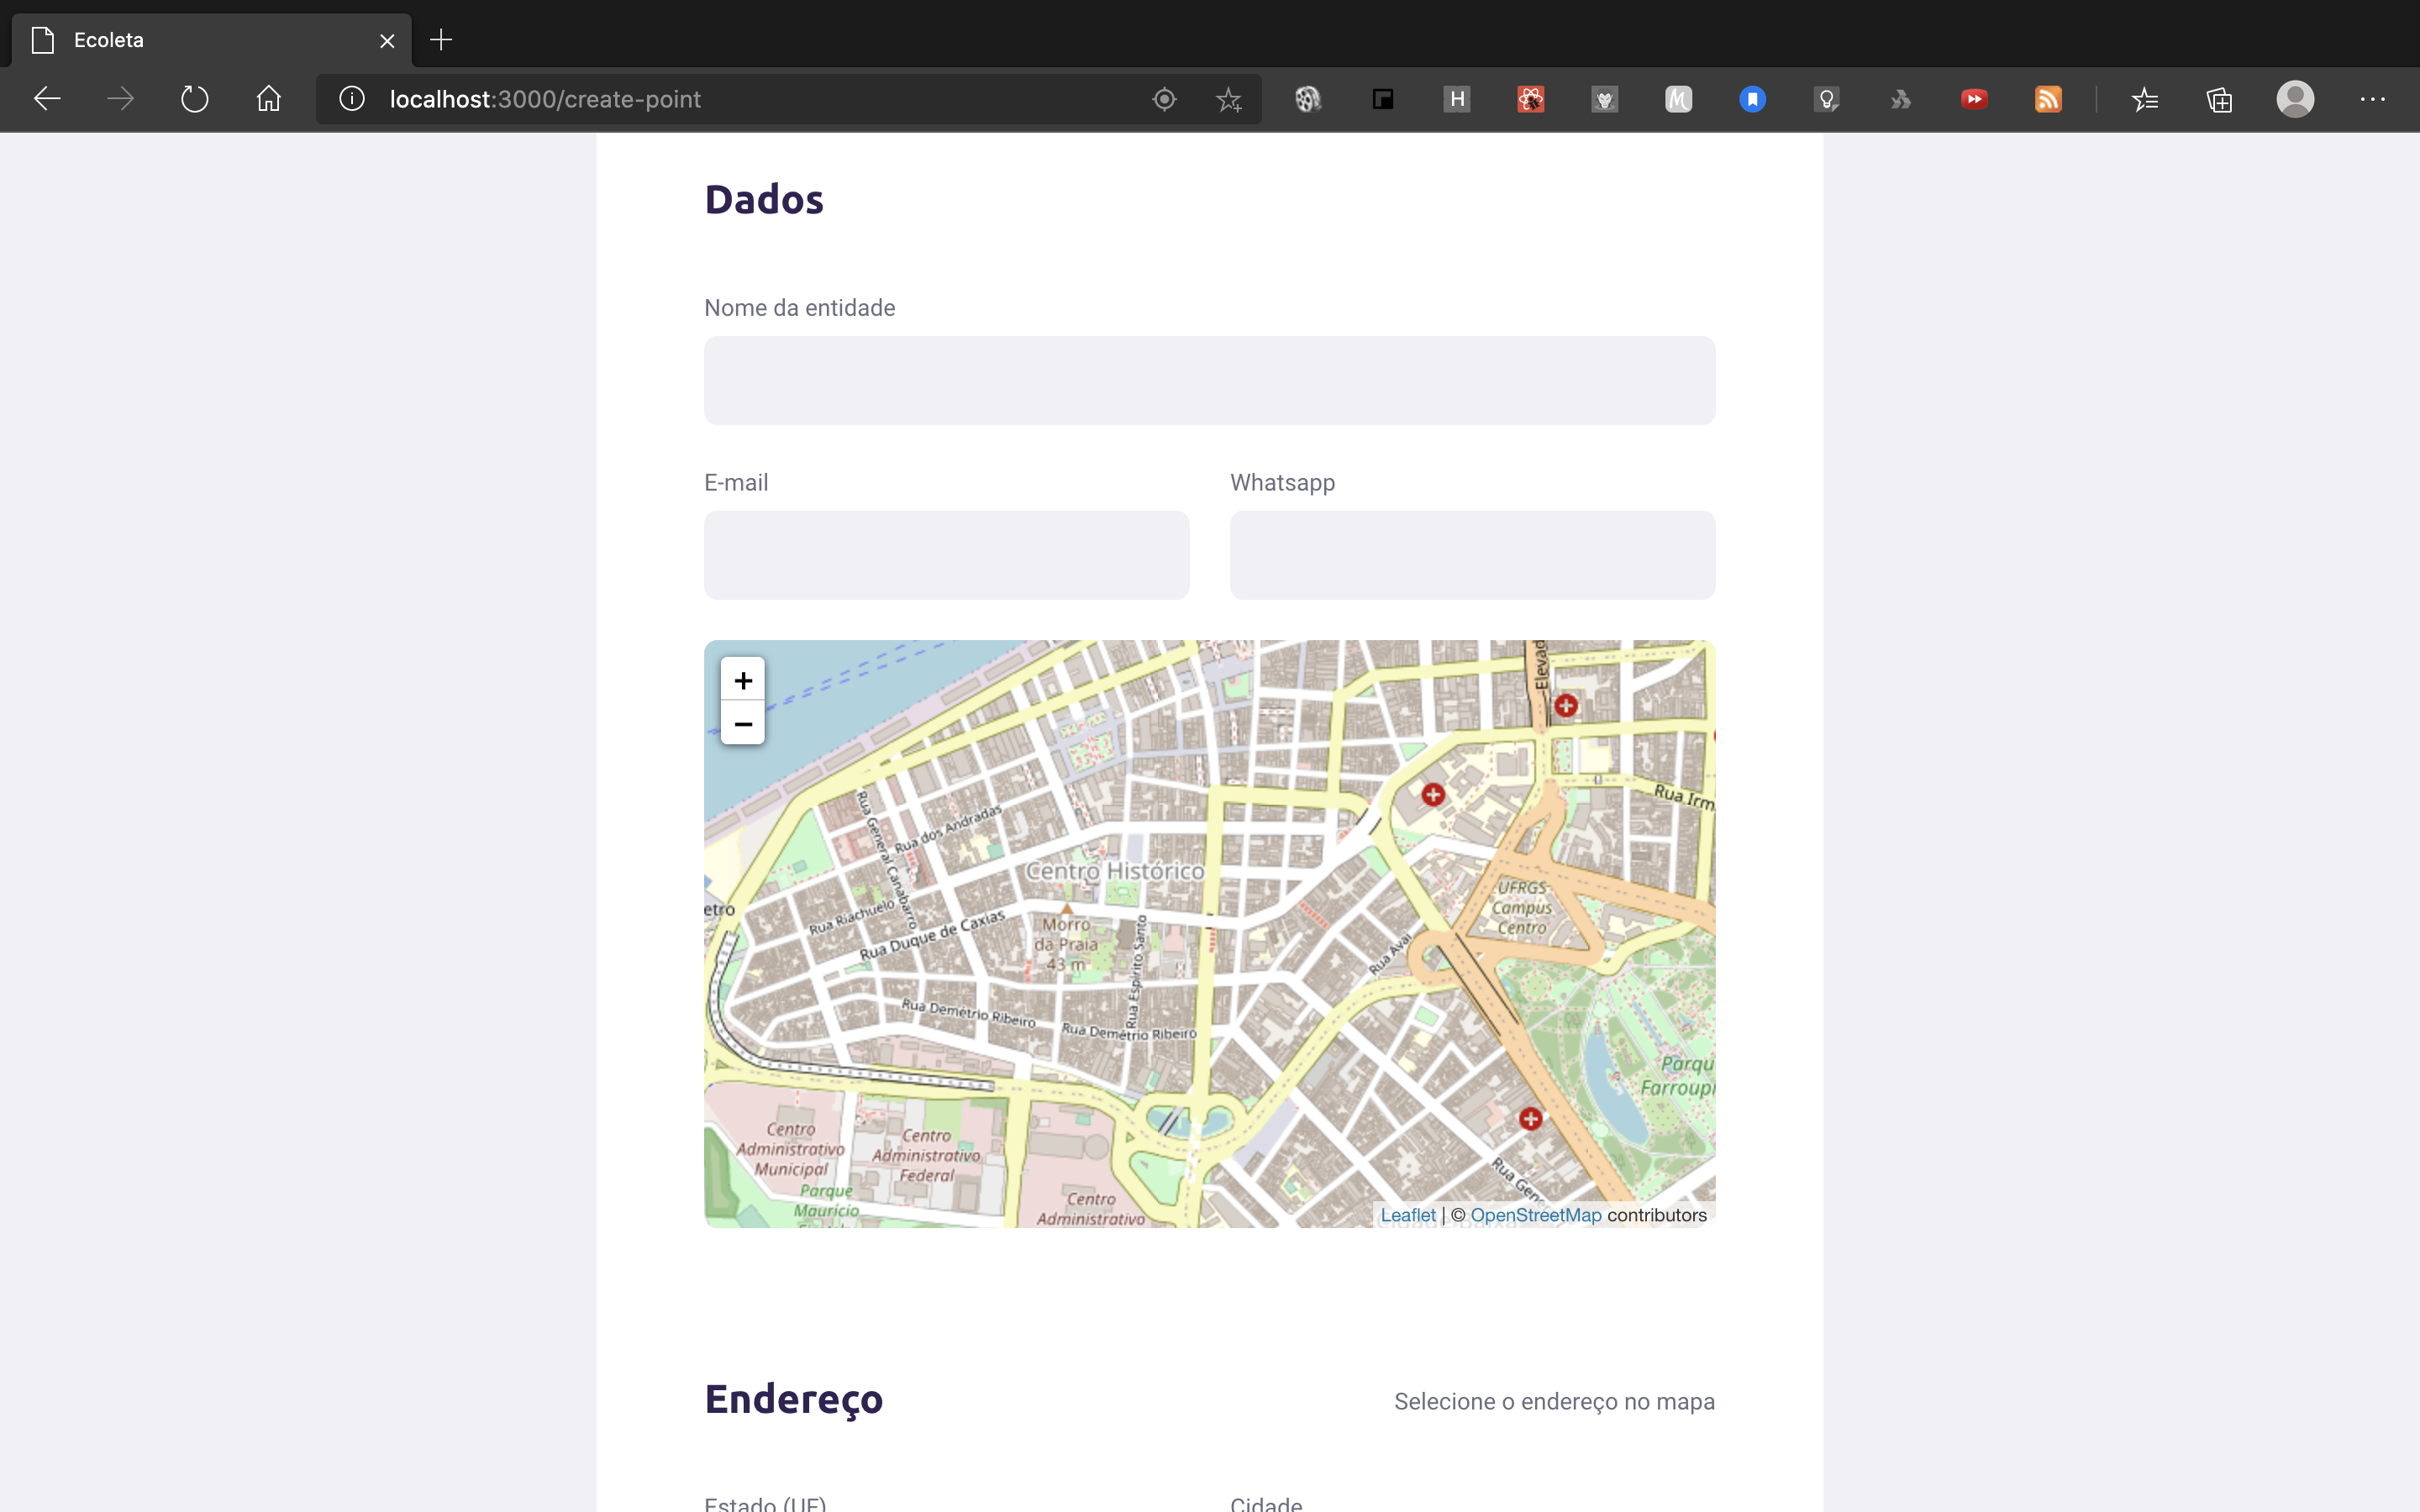 Ecoleta
localhost:3000/create-point
H
M
Dados
Nome da entidade
E-mail
Whatsapp
+
−
Elevad
Rua Irm
Rua General Canabarro
Rua dos Andradas
Centro Histórico
UFRGS-
Campus
Centro
etro
Rua Riachuelo
Rua Duque de Caxias
Morro
da Praia
43 m
Rua Espírito Santo
Rua Avaí
Rua Demétrio Ribeiro
Rua Demétrio Ribeiro
Parqu
Farroupi
Centro
Administrativo
Municipal
Centro
Administrativo
Federal
Parque
Maurício
Centro
Administrativo
Rua Gene
Leaflet | © OpenStreetMap contributors
Endereço
Selecione o endereço no mapa
Estado (UF)
Cidade